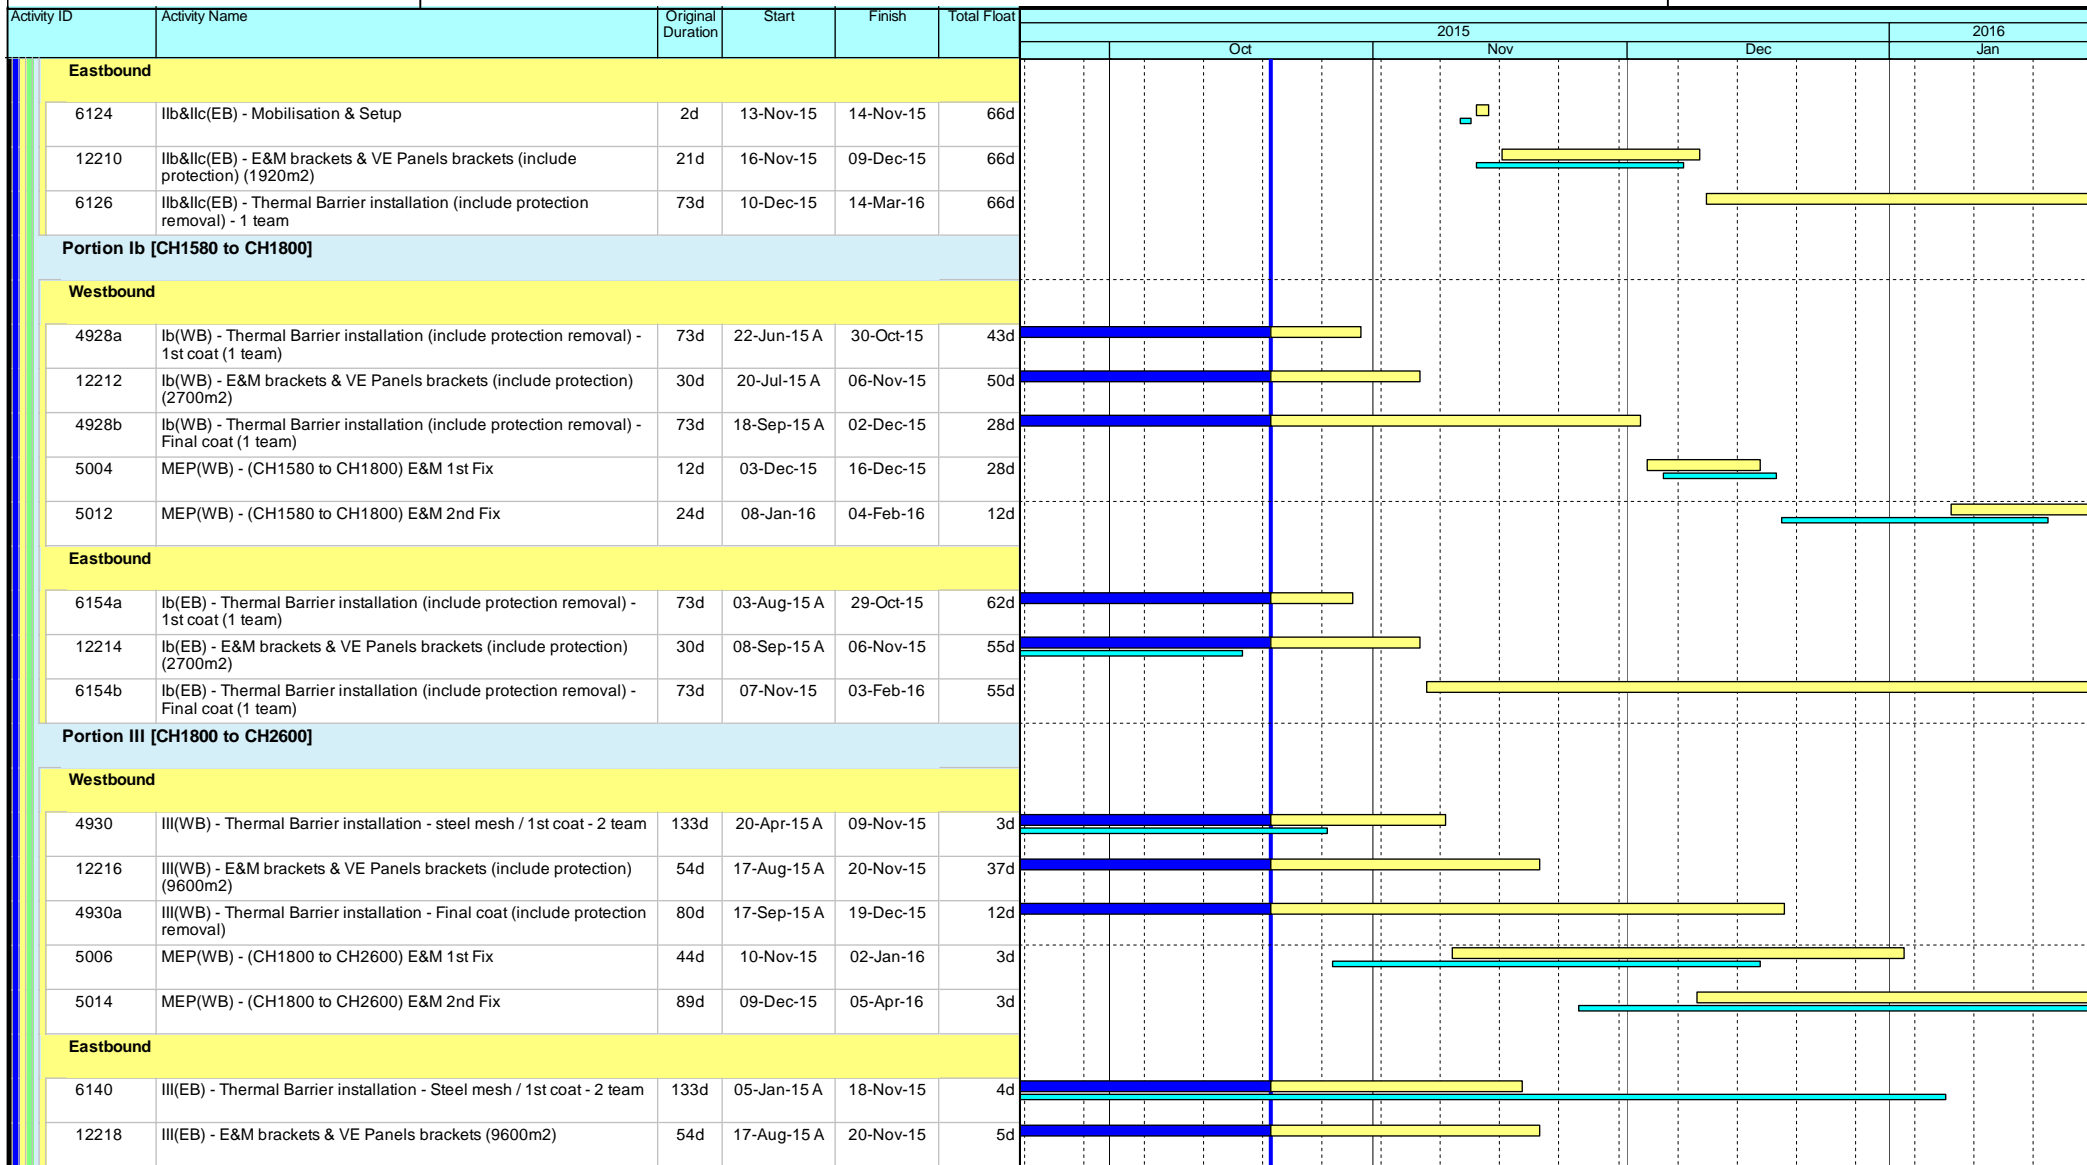 Activity ID Activity Name Original Start Finish Total Float
Duration
2015 2016
Oct Nov Dec Jan
Eastbound
6124 IIb&IIc(EB) - Mobilisation & Setup 2d 13-Nov-15 14-Nov-15 66d
12210 IIb&IIc(EB) - E&M brackets & VE Panels brackets (include 21d 16-Nov-15 09-Dec-15 66d
protection) (1920m2)
6126 IIb&IIc(EB) - Thermal Barrier installation (include protection 73d 10-Dec-15 14-Mar-16 66d
removal) - 1 team
Portion Ib [CH1580 to CH1800]
Westbound
4928a Ib(WB) - Thermal Barrier installation (include protection removal) - 73d 22-Jun-15 A 30-Oct-15 43d
1st coat (1 team)
12212 Ib(WB) - E&M brackets & VE Panels brackets (include protection) 30d 20-Jul-15 A 06-Nov-15 50d
(2700m2)
4928b Ib(WB) - Thermal Barrier installation (include protection removal) - 73d 18-Sep-15 A 02-Dec-15 28d
Final coat (1 team)
5004 MEP(WB) - (CH1580 to CH1800) E&M 1st Fix 12d 03-Dec-15 16-Dec-15 28d
5012 MEP(WB) - (CH1580 to CH1800) E&M 2nd Fix 24d 08-Jan-16 04-Feb-16 12d
Eastbound
6154a Ib(EB) - Thermal Barrier installation (include protection removal) - 73d 03-Aug-15 A 29-Oct-15 62d
1st coat (1 team)
12214 Ib(EB) - E&M brackets & VE Panels brackets (include protection) 30d 08-Sep-15 A 06-Nov-15 55d
(2700m2)
6154b Ib(EB) - Thermal Barrier installation (include protection removal) - 73d 07-Nov-15 03-Feb-16 55d
Final coat (1 team)
Portion III [CH1800 to CH2600]
Westbound
4930 III(WB) - Thermal Barrier installation - steel mesh / 1st coat - 2 team 133d 20-Apr-15 A 09-Nov-15 3d
12216 III(WB) - E&M brackets & VE Panels brackets (include protection) 54d 17-Aug-15 A 20-Nov-15 37d
(9600m2)
4930a III(WB) - Thermal Barrier installation - Final coat (include protection 80d 17-Sep-15 A 19-Dec-15 12d
removal)
5006 MEP(WB) - (CH1800 to CH2600) E&M 1st Fix 44d 10-Nov-15 02-Jan-16 3d
5014 MEP(WB) - (CH1800 to CH2600) E&M 2nd Fix 89d 09-Dec-15 05-Apr-16 3d
Eastbound
6140 III(EB) - Thermal Barrier installation - Steel mesh / 1st coat - 2 team 133d 05-Jan-15 A 18-Nov-15 4d
12218 III(EB) - E&M brackets & VE Panels brackets (9600m2) 54d 17-Aug-15 A 20-Nov-15 5d